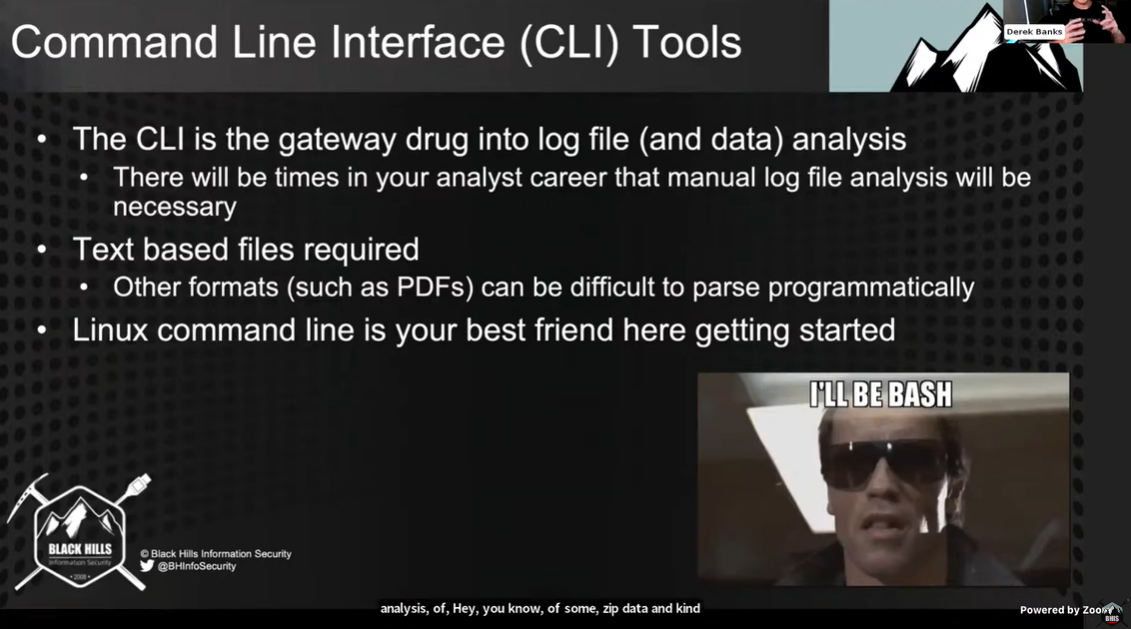 Command Line Interface (CLI) Tools
Derek Banks
• The CLI is the gateway drug into log file (and data) analysis
• There will be times in your analyst career that manual log file analysis will be
necessary
• Text based files required
• Other formats (such as PDFs) can be difficult to parse programmatically
• Linux command line is your best friend here getting started
I'LL BE BASH
BLACK HILLS
Information Security
• 2008 •
© Black Hills Information Security
@BHInfoSecurity
analysis, of, Hey, you know, of some, zip data and kind
Powered by Zoom
BHIS